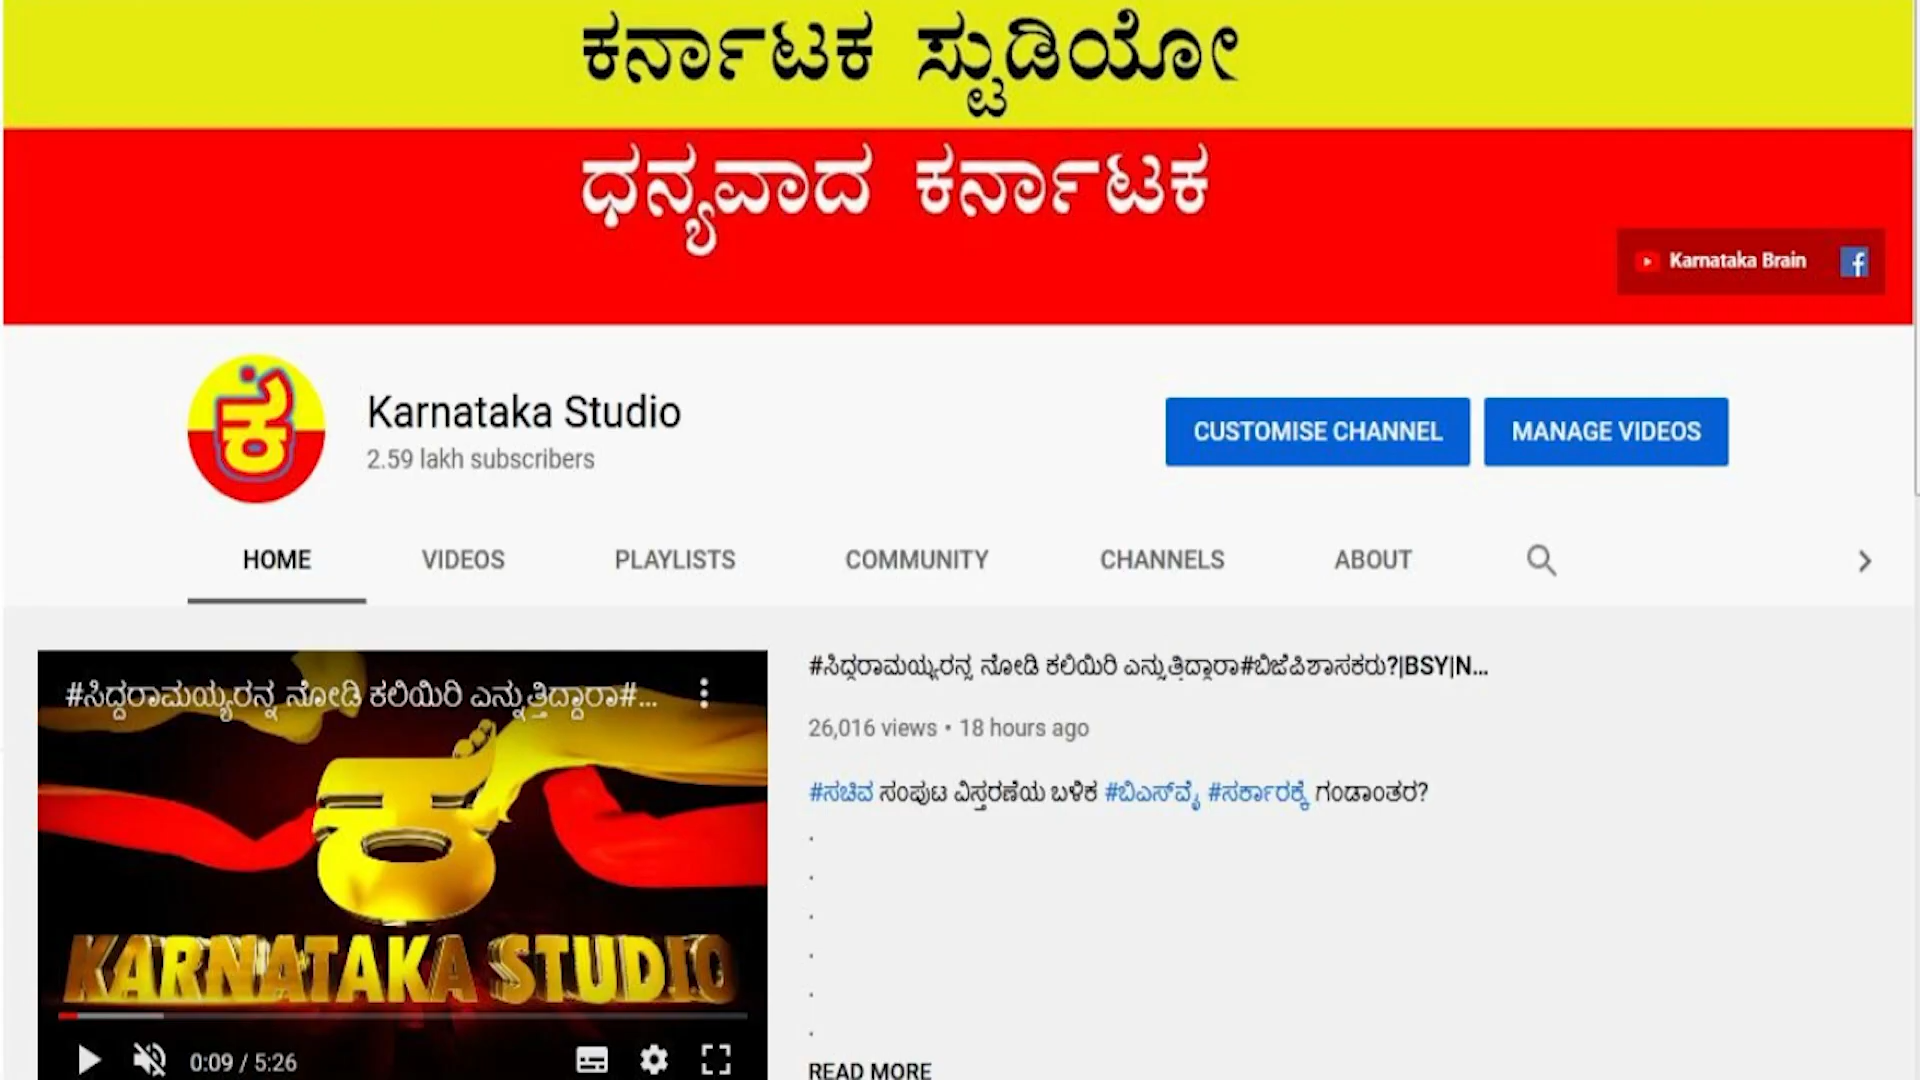 ಕರ್ನಾಟಕ ಸ್ಟುಡಿಯೋ
ಧನ್ಯವಾದ ಕರ್ನಾಟಕ
Karnataka Brain
ಕ
Karnataka Studio
2.59 lakh subscribers
CUSTOMISE CHANNEL
MANAGE VIDEOS
HOME VIDEOS PLAYLISTS COMMUNITY CHANNELS ABOUT
#ಸಿದ್ದರಾಮಯ್ಯರನ್ನ ನೋಡಿ ಕಲಿಯಿರಿ ಎನ್ನುತ್ತಿದ್ದಾರಾ#...
ಕ
KARNATAKA STUDIO
0:09 / 5:26
#ಸಿದ್ದರಾಮಯ್ಯರನ್ನ ನೋಡಿ ಕಲಿಯಿರಿ ಎನ್ನುತ್ತಿದ್ದಾರಾ#ಬಿಜೆಪಿಶಾಸಕರು?|BSY|N...
26,016 views • 18 hours ago
#ಸಚಿವ ಸಂಪುಟ ವಿಸ್ತರಣೆಯ ಬಳಿಕ #ಬಿಎಸ್‌ವೈ #ಸರ್ಕಾರಕ್ಕೆ ಗಂಡಾಂತರ?
.
.
.
.
.
.
READ MORE